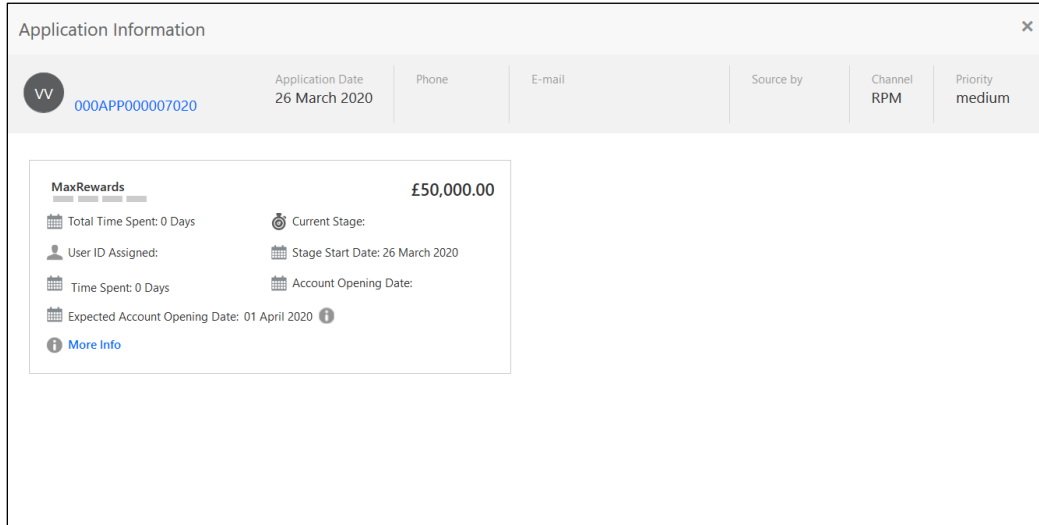 Application Information
×
VV
000APP000007020
Application Date
26 March 2020
Phone
E-mail
Source by
Channel
RPM
Priority
medium
MaxRewards
£50,000.00
Total Time Spent: 0 Days
Current Stage:
User ID Assigned:
Stage Start Date: 26 March 2020
Time Spent: 0 Days
Account Opening Date:
Expected Account Opening Date: 01 April 2020
More Info